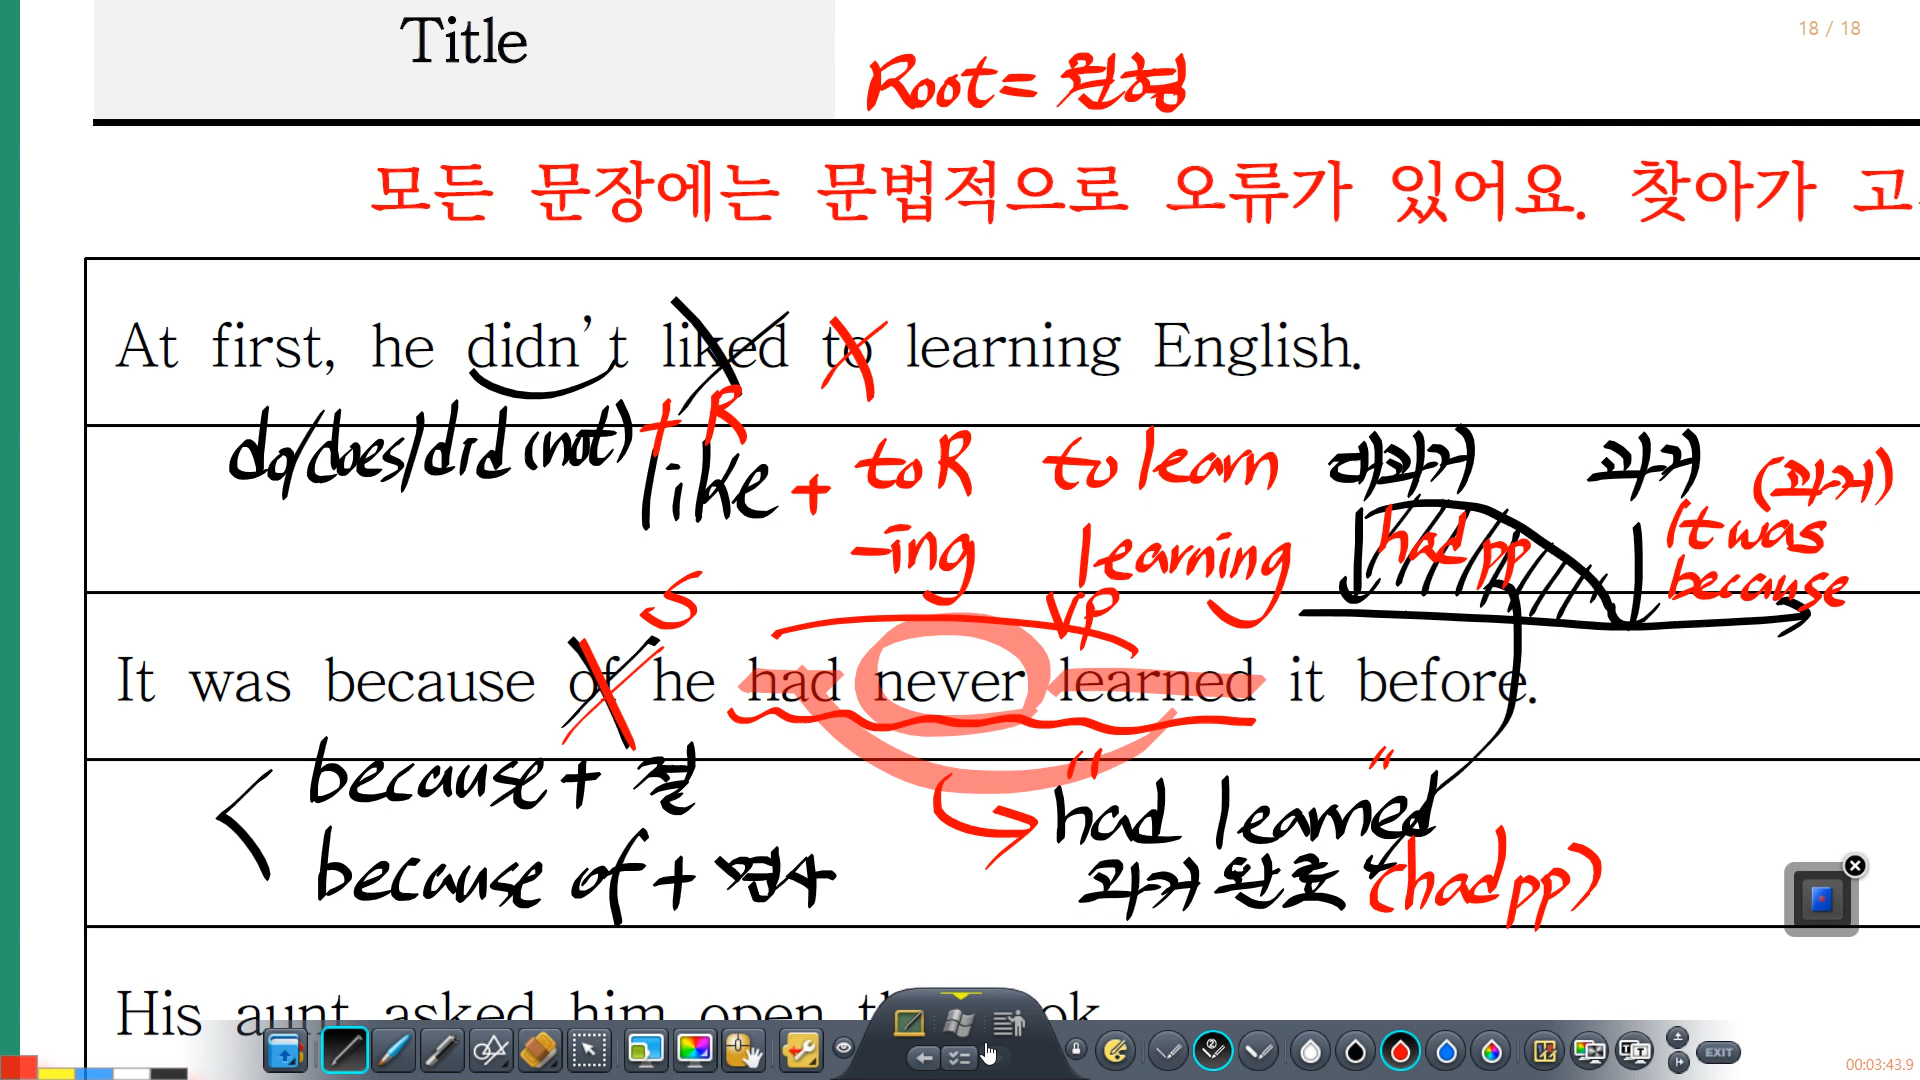 18 / 18
Title
Root = 원형
모든 문장에는 문법적으로 오류가 있어요. 찾아가 고
At first, he didn't liked to learning English.
do/does/did (not) + R
like + to R to learn 대과거 과거 (과거)
-ing learning had pp It was
because
S VP
It was because of he had never learned it before.
because + 절
had learned
because of + 명사
과거완료 (had pp)
His aunt asked him open
EXIT
00:03:43.9